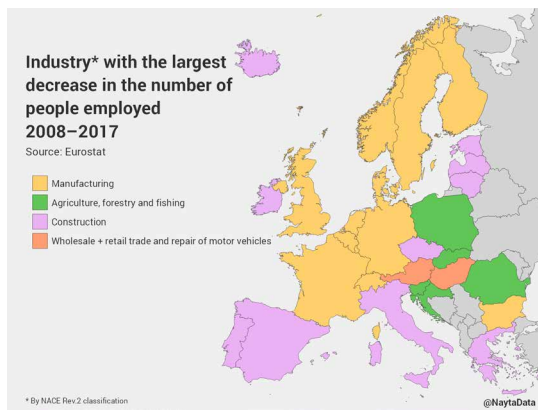 Industry* with the largest
decrease in the number of
people employed
2008–2017
Source: Eurostat
Manufacturing
Agriculture, forestry and fishing
Construction
Wholesale + retail trade and repair of motor vehicles
* By NACE Rev.2 classification
@NaytaData